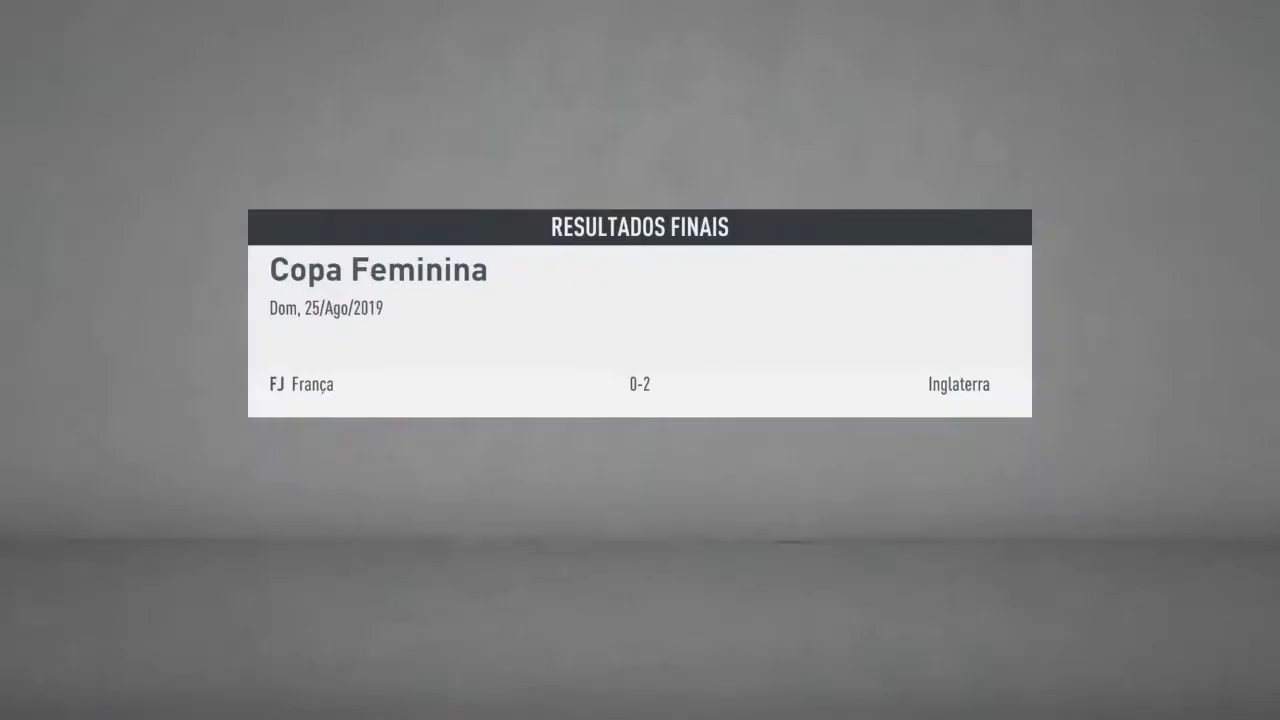 RESULTADOS FINAIS
Copa Feminina
Dom, 25/Ago/2019
FJ França 0-2 Inglaterra